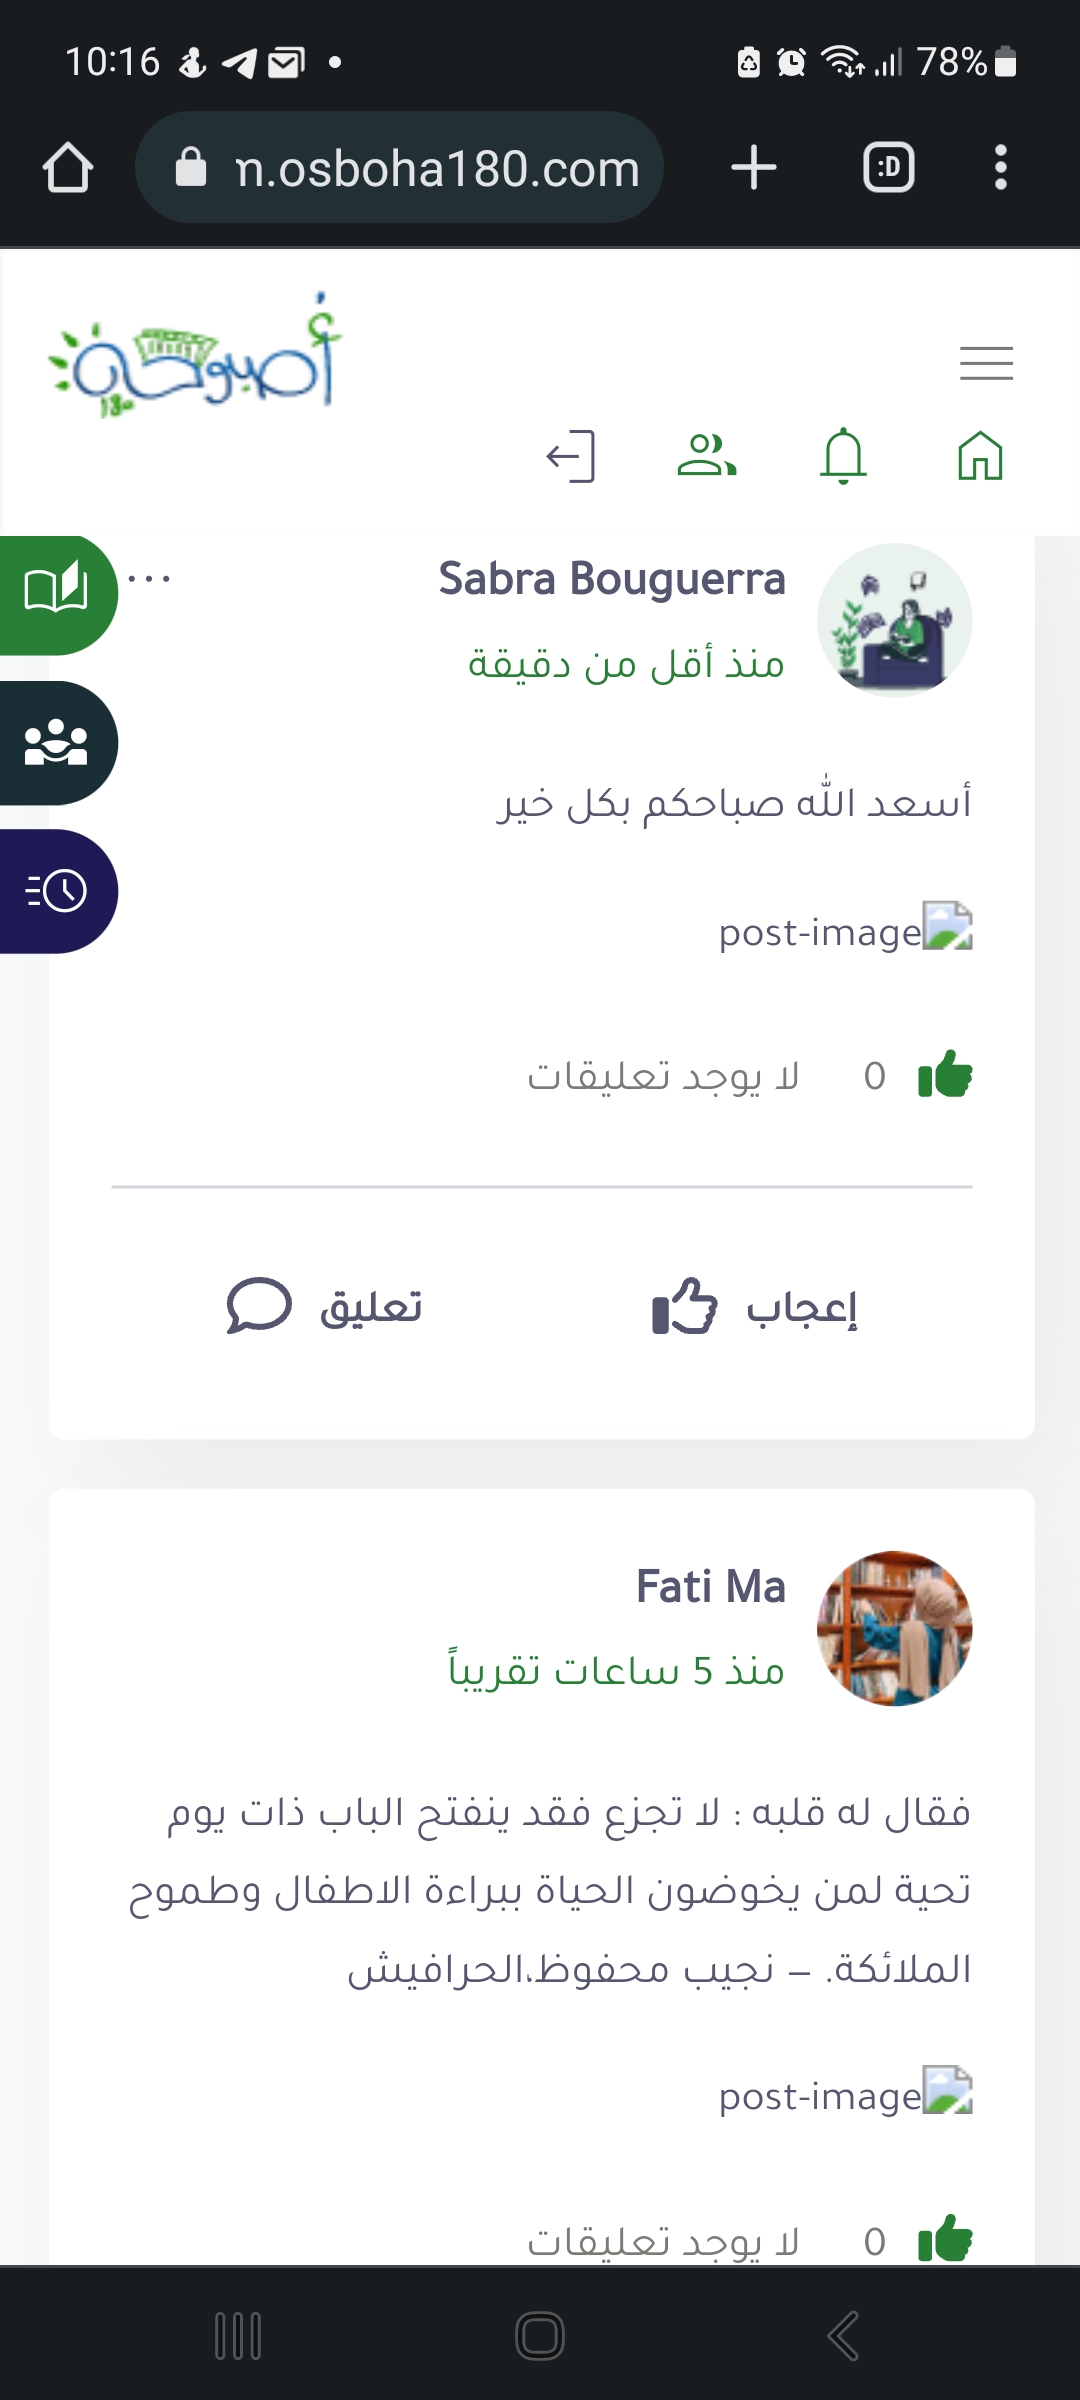 10:16
78%
n.osboha180.com
:D
أصبوحة
180
Sabra Bouguerra
منذ أقل من دقيقة
أسعد الله صباحكم بكل خير
post-image
0 لا يوجد تعليقات
إعجاب
تعليق
Fati Ma
منذ 5 ساعات تقريباً
فقال له قلبه : لا تجزع فقد ينفتح الباب ذات يوم
تحية لمن يخوضون الحياة ببراءة الاطفال وطموح
الملائكة. – نجيب محفوظ،الحرافيش
post-image
0 لا يوجد تعليقات